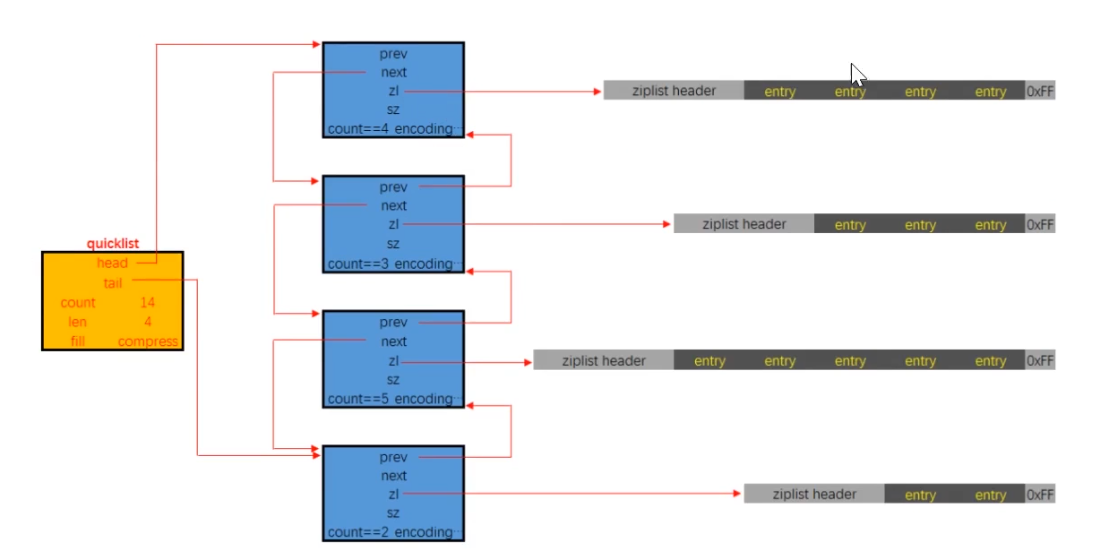 prev
next
zl
sz
count==4 encoding
ziplist header entry entry entry entry 0xFF
prev
next
zl
sz
count==3 encoding
ziplist header entry entry entry 0xFF
quicklist
head
tail
count 14
len 4
fill compress
prev
next
zl
sz
count==5 encoding
ziplist header entry entry entry entry entry 0xFF
prev
next
zl
sz
count==2 encoding
ziplist header entry entry 0xFF